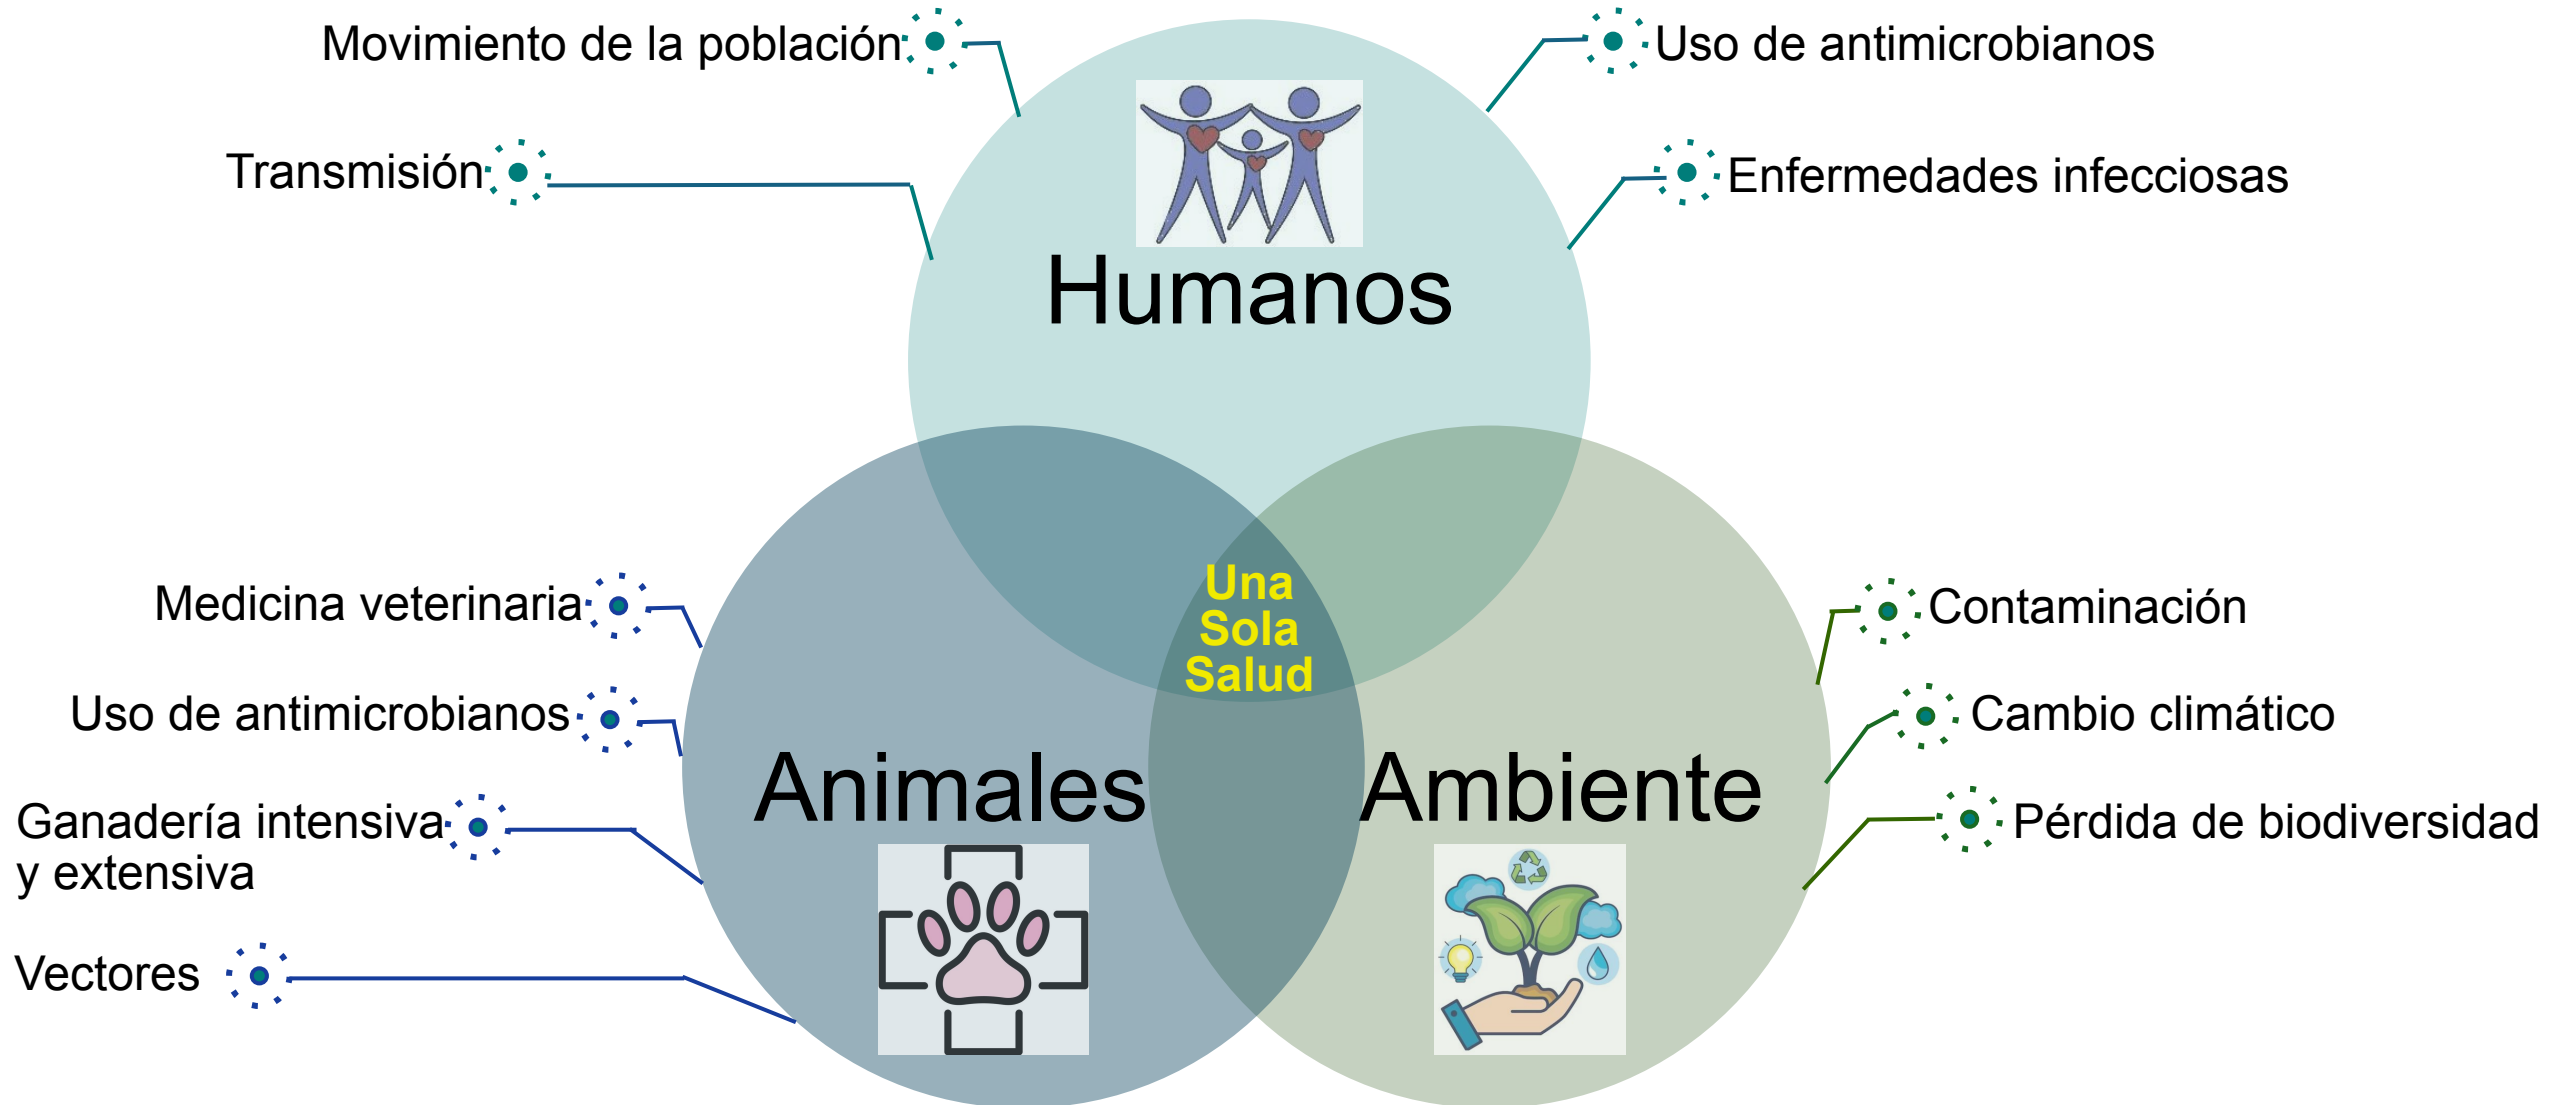 Movimiento de la población
Uso de antimicrobianos
Transmisión
Enfermedades infecciosas
Humanos
Una
Sola
Salud
Medicina veterinaria
Uso de antimicrobianos
Ganadería intensiva
y extensiva
Vectores
Animales
Ambiente
Contaminación
Cambio climático
Pérdida de biodiversidad